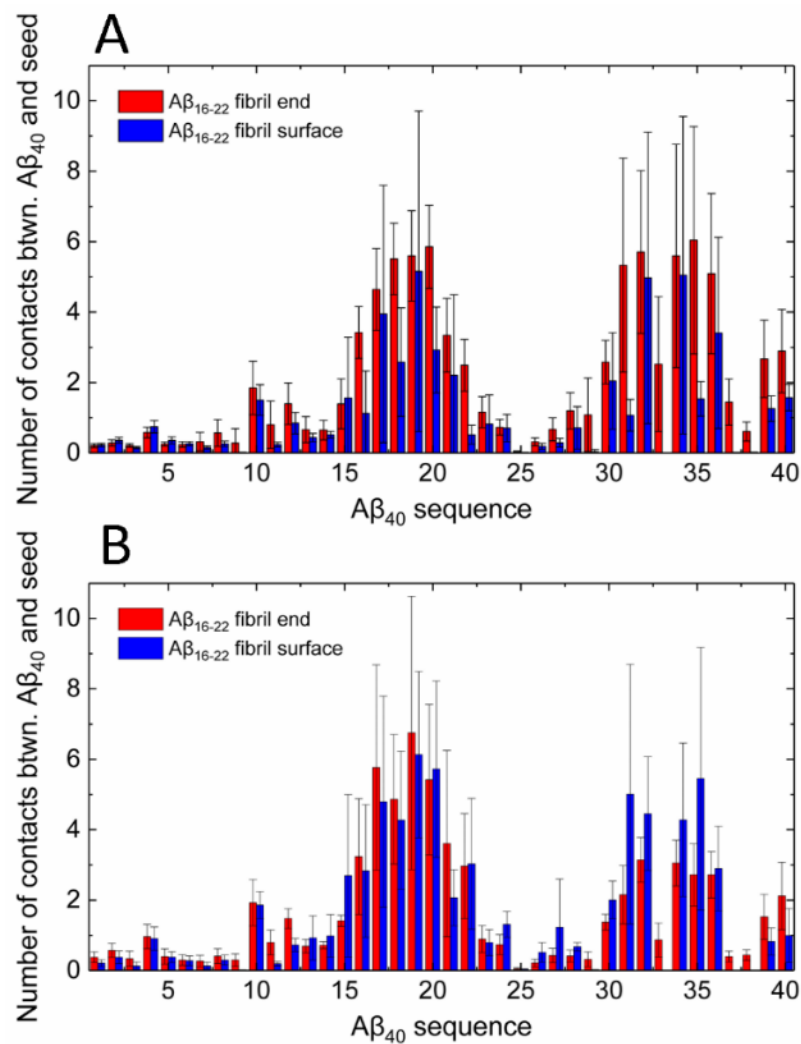 A
Number of contacts btwn. Aβ₄₀ and seed
10
8
6
4
2
0
Aβ₁₆₋₂₂ fibril end
Aβ₁₆₋₂₂ fibril surface
5 10 15 20 25 30 35 40
Aβ₄₀ sequence
B
Number of contacts btwn. Aβ₄₀ and seed
10
8
6
4
2
0
Aβ₁₆₋₂₂ fibril end
Aβ₁₆₋₂₂ fibril surface
5 10 15 20 25 30 35 40
Aβ₄₀ sequence